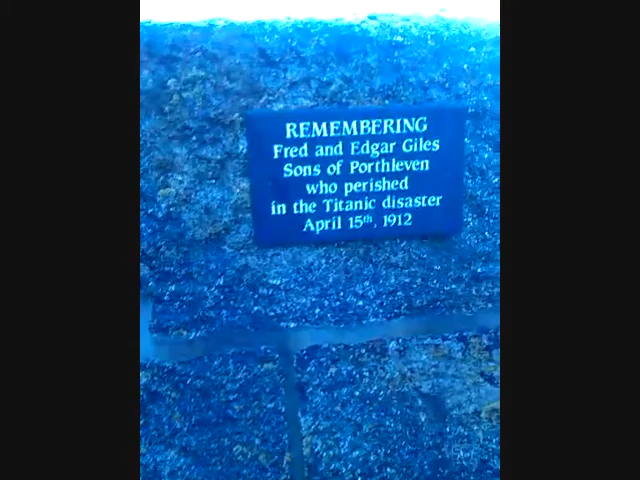 REMEMBERING
Fred and Edgar Giles
Sons of Porthleven
who perished
in the Titanic disaster
April 15th, 1912